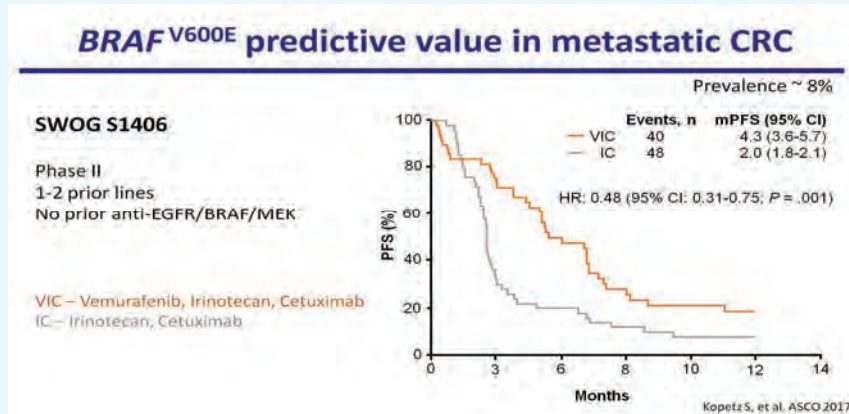 BRAF V600E predictive value in metastatic CRC
Prevalence ~ 8%
SWOG S1406
Phase II
1-2 prior lines
No prior anti-EGFR/BRAF/MEK
VIC – Vemurafenib, Irinotecan, Cetuximab
IC – Irinotecan, Cetuximab
Events, n mPFS (95% CI)
VIC 40 4.3 (3.6-5.7)
IC 48 2.0 (1.8-2.1)
HR: 0.48 (95% CI: 0.31-0.75; P = .001)
PFS (%)
100
80
60
40
20
0
0 3 6 8 10 12 14
Months
Kopetz S, et al. ASCO 2017